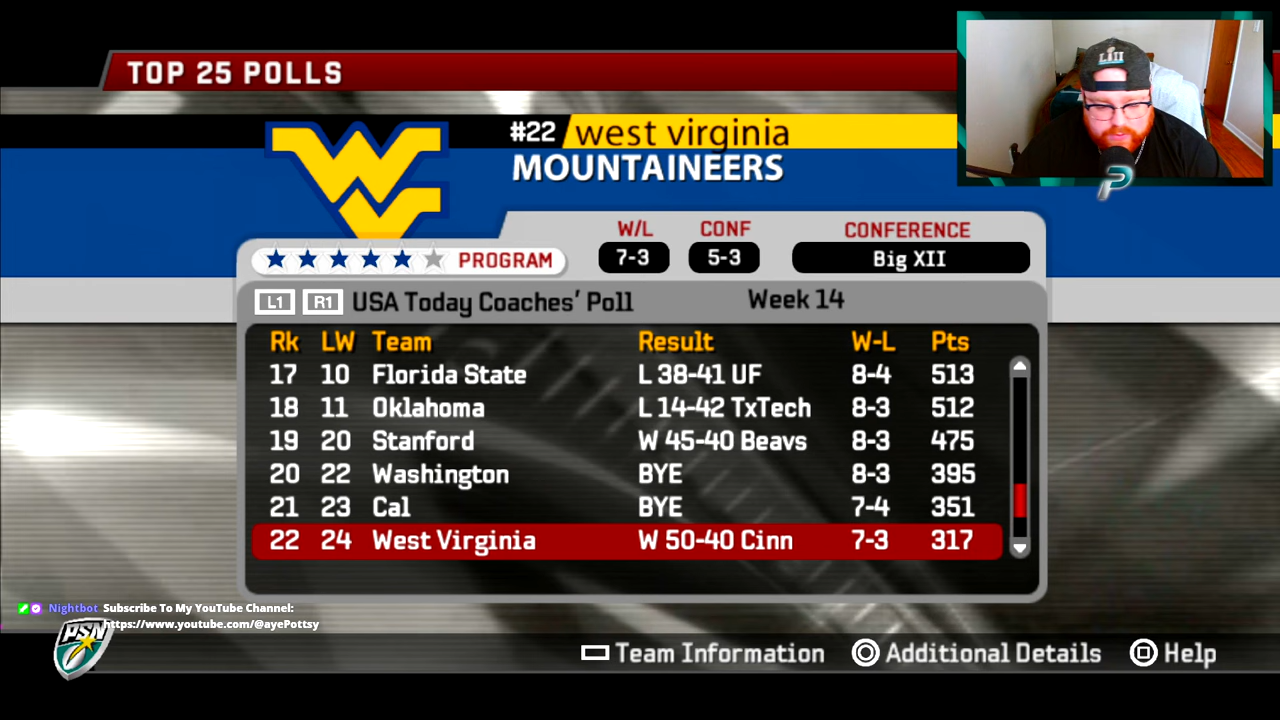 TOP 25 POLLS
LII
#22 west virginia
MOUNTAINEERS
W/L CONF CONFERENCE
PROGRAM 7-3 5-3 Big XII
L1 R1 USA Today Coaches' Poll Week 14
Rk LW Team Result W-L Pts
17 10 Florida State L 38-41 UF 8-4 513
18 11 Oklahoma L 14-42 TxTech 8-3 512
19 20 Stanford W 45-40 Beavs 8-3 475
20 22 Washington BYE 8-3 395
21 23 Cal BYE 7-4 351
22 24 West Virginia W 50-40 Cinn 7-3 317
Nightbot Subscribe To My YouTube Channel:
https://www.youtube.com/@ayePottsy
PSN
Team Information Additional Details Help